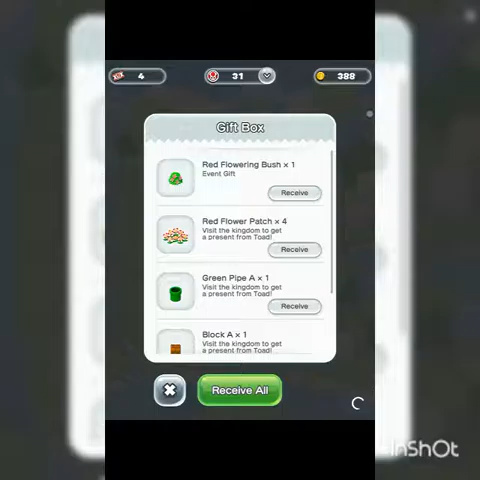 4
31
388
Gift Box
Red Flowering Bush × 1
Event Gift
Receive
Red Flower Patch × 4
Visit the kingdom to get
a present from Toad!
Receive
Green Pipe A × 1
Visit the kingdom to get
a present from Toad!
Receive
Block A × 1
Visit the kingdom to get
a present from Toad!
Receive All
InShOt